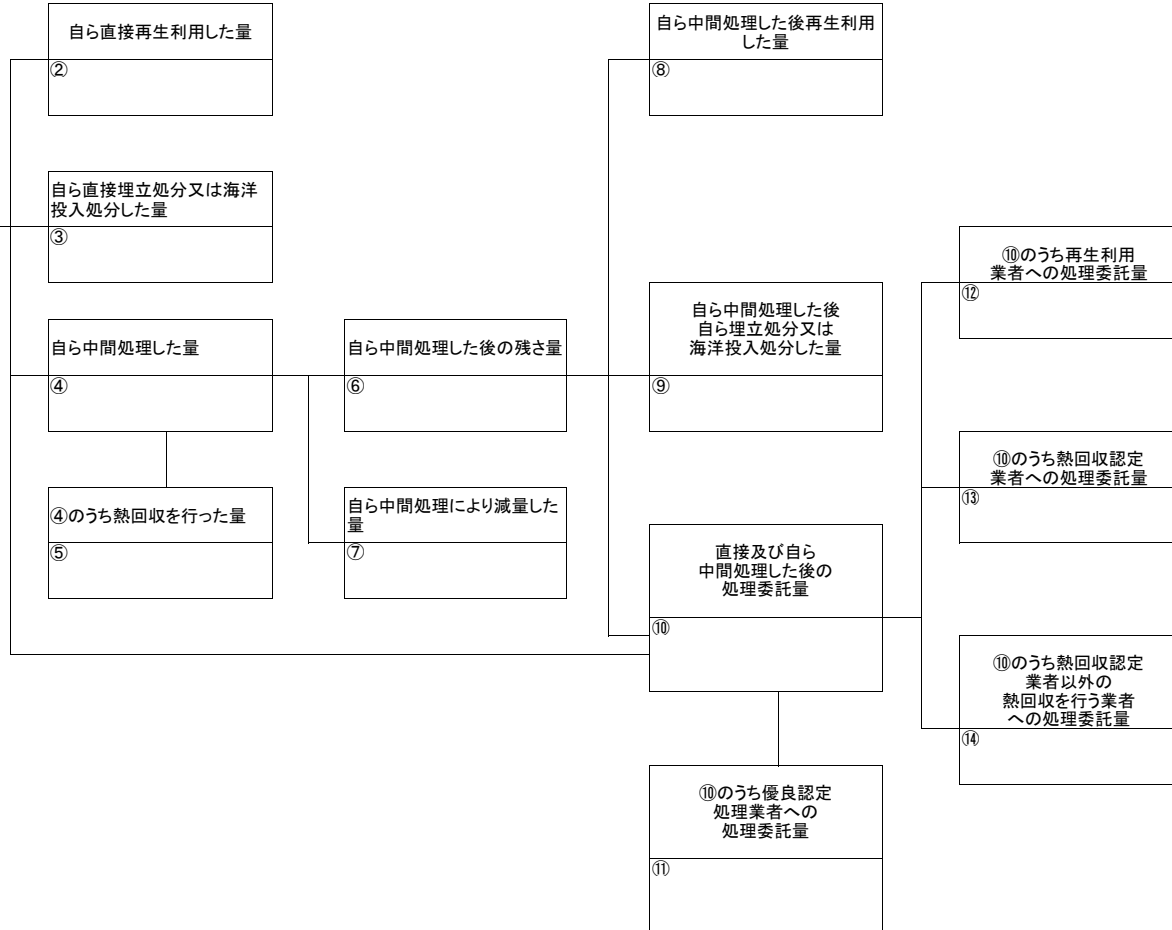 自ら直接再生利用した量
②
自ら直接埋立処分又は海洋
投入処分した量
③
自ら中間処理した量
④
④のうち熱回収を行った量
⑤
自ら中間処理した後の残さ量
⑥
自ら中間処理により減量した
量
⑦
自ら中間処理した後再生利用
した量
⑧
自ら中間処理した後
自ら埋立処分又は
海洋投入処分した量
⑨
直接及び自ら
中間処理した後の
処理委託量
⑩
⑩のうち優良認定
処理業者への
処理委託量
⑪
⑩のうち再生利用
業者への処理委託量
⑫
⑩のうち熱回収認定
業者への処理委託量
⑬
⑩のうち熱回収認定
業者以外の
熱回収を行う業者
への処理委託量
⑭